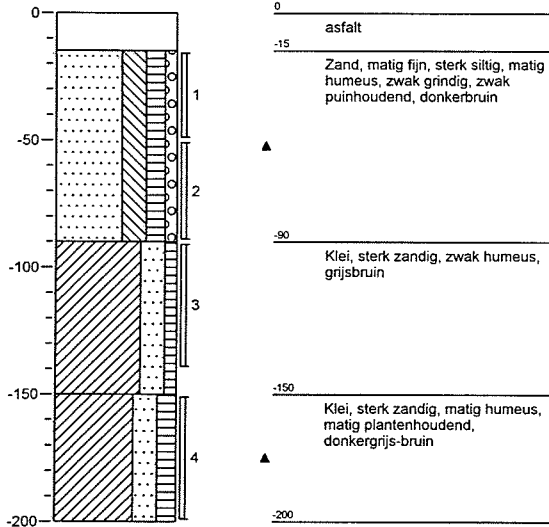 0
-50
-100
-150
-200
1
2
3
4
0
asfalt
-15
Zand, matig fijn, sterk siltig, matig
humeus, zwak grindig, zwak
puinhoudend, donkerbruin
-90
Klei, sterk zandig, zwak humeus,
grijsbruin
-150
Klei, sterk zandig, matig humeus,
matig plantenhoudend,
donkergrijs-bruin
-200